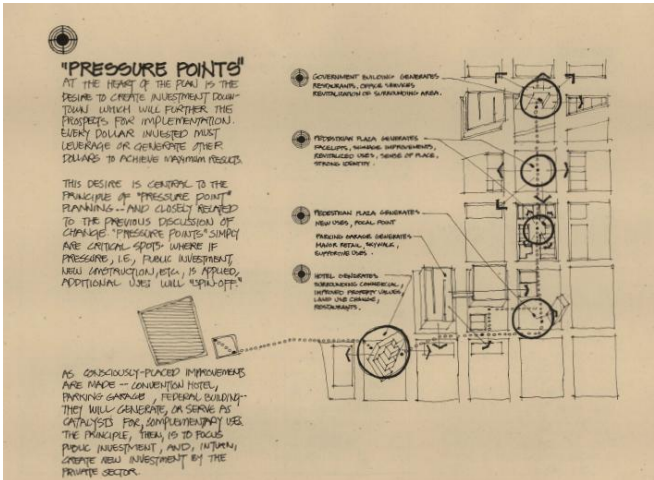 "PRESSURE POINTS"
AT THE HEART OF THE PLAN IS THE
DESIRE TO CREATE INVESTMENT DOWN-
TOWN WHICH WILL FURTHER THE
PROSPECTS FOR IMPLEMENTATION.
EVERY DOLLAR INVESTED MUST
LEVERAGE OR GENERATE OTHER
DOLLARS TO ACHIEVE MAXIMUM RESULTS.
THIS DESIRE IS CENTRAL TO THE
PRINCIPLE OF "PRESSURE POINT"
PLANNING... AND CLOSELY RELATED
TO THE PREVIOUS DISCUSSION OF
CHANGE. "PRESSURE POINTS" SIMPLY
ARE CRITICAL SPOTS WHERE IF
PRESSURE, I.E., PUBLIC INVESTMENT,
NEW CONSTRUCTION, ETC., IS APPLIED,
ADDITIONAL USES WILL "SPIN-OFF."
AS CONSCIOUSLY-PLACED IMPROVEMENTS
ARE MADE — CONVENTION HOTEL,
PARKING GARAGE, FEDERAL BUILDING—
THEY WILL GENERATE, OR SERVE AS
CATALYSTS FOR, COMPLEMENTARY USES.
THE PRINCIPLE, THEN, IS TO FOCUS
PUBLIC INVESTMENT, AND, IN TURN,
CREATE NEW INVESTMENT BY THE
PRIVATE SECTOR.
GOVERNMENT BUILDING GENERATES
RESTAURANTS, OFFICE SERVICES
REVITALIZATION OF SURROUNDING AREA.
PEDESTRIAN PLAZA GENERATES
FACELIFTS, SIGNAGE IMPROVEMENTS,
REVITALIZED USES, SENSE OF PLACE,
STRONG IDENTITY.
PEDESTRIAN PLAZA GENERATES
NEW USES, FOCAL POINT
PARKING GARAGE GENERATES
MAJOR RETAIL, SKYWALK,
SUPPORTIVE USES.
HOTEL GENERATES
SURROUNDING COMMERCIAL,
IMPROVED PROPERTY VALUES,
LAND USE CHANGE,
RESTAURANTS.